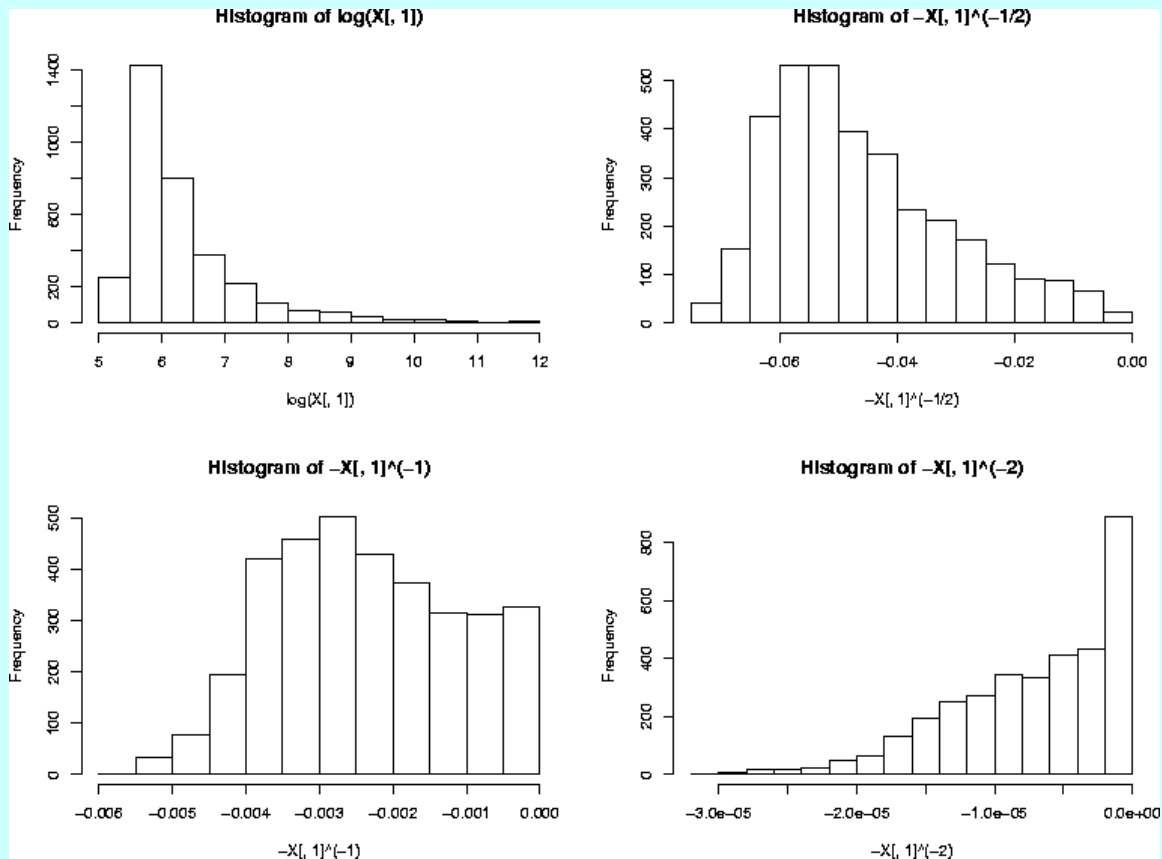 Histogram of log(X[, 1])
Frequency
200
600
1000
1400
5 6 7 8 9 10 11 12
log(X[, 1])
Histogram of −X[, 1]^(−1/2)
Frequency
0
100
200
300
400
500
−0.06 −0.04 −0.02 0.00
−X[, 1]^(−1/2)
Histogram of −X[, 1]^(−1)
Frequency
0
100
200
300
400
500
−0.006 −0.005 −0.004 −0.003 −0.002 −0.001 0.000
−X[, 1]^(−1)
Histogram of −X[, 1]^(−2)
Frequency
0
200
400
600
800
−3.0e−05 −2.0e−05 −1.0e−05 0.0e+00
−X[, 1]^(−2)